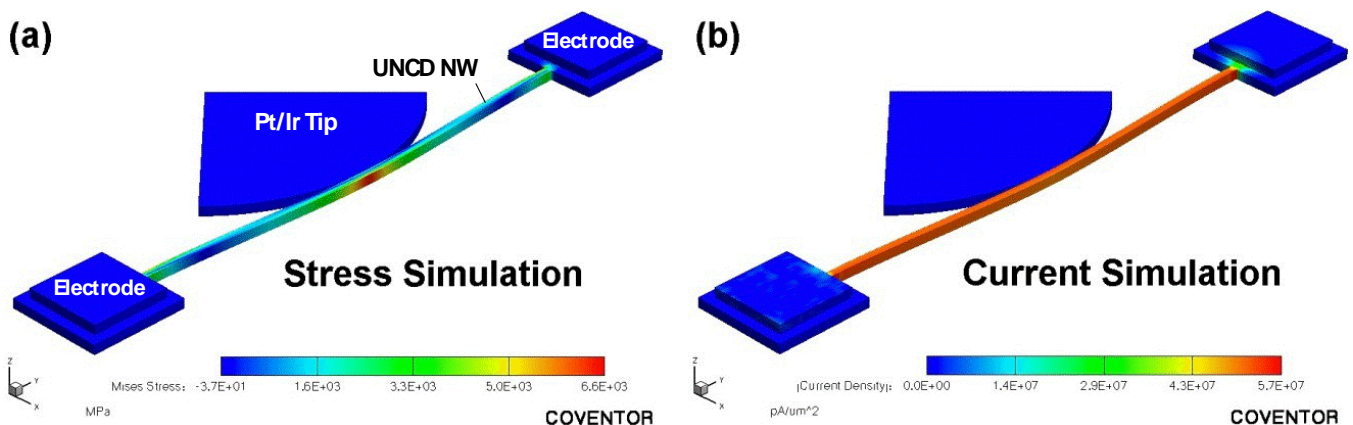 (a)
Electrode
UNCD NW
Pt/Ir Tip
Electrode
Stress Simulation
Z
Y
X
Mises Stress: -3.7E+01 1.6E+03 3.3E+03 5.0E+03 6.6E+03
MPa
COVENTOR
(b)
Current Simulation
Z
Y
X
|Current Density|: 0.0E+00 1.4E+07 2.9E+07 4.3E+07 5.7E+07
pA/um^2
COVENTOR